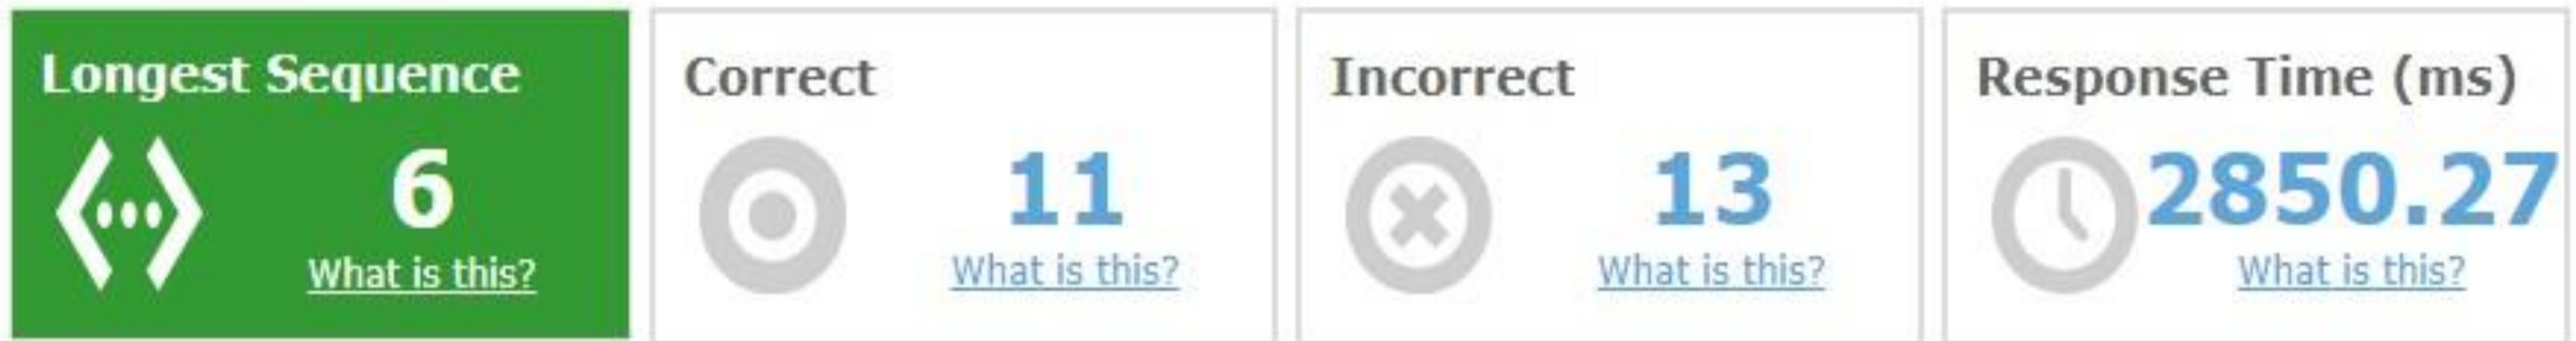 Longest Sequence
6
What is this?
Correct
11
What is this?
Incorrect
13
What is this?
Response Time (ms)
2850.27
What is this?